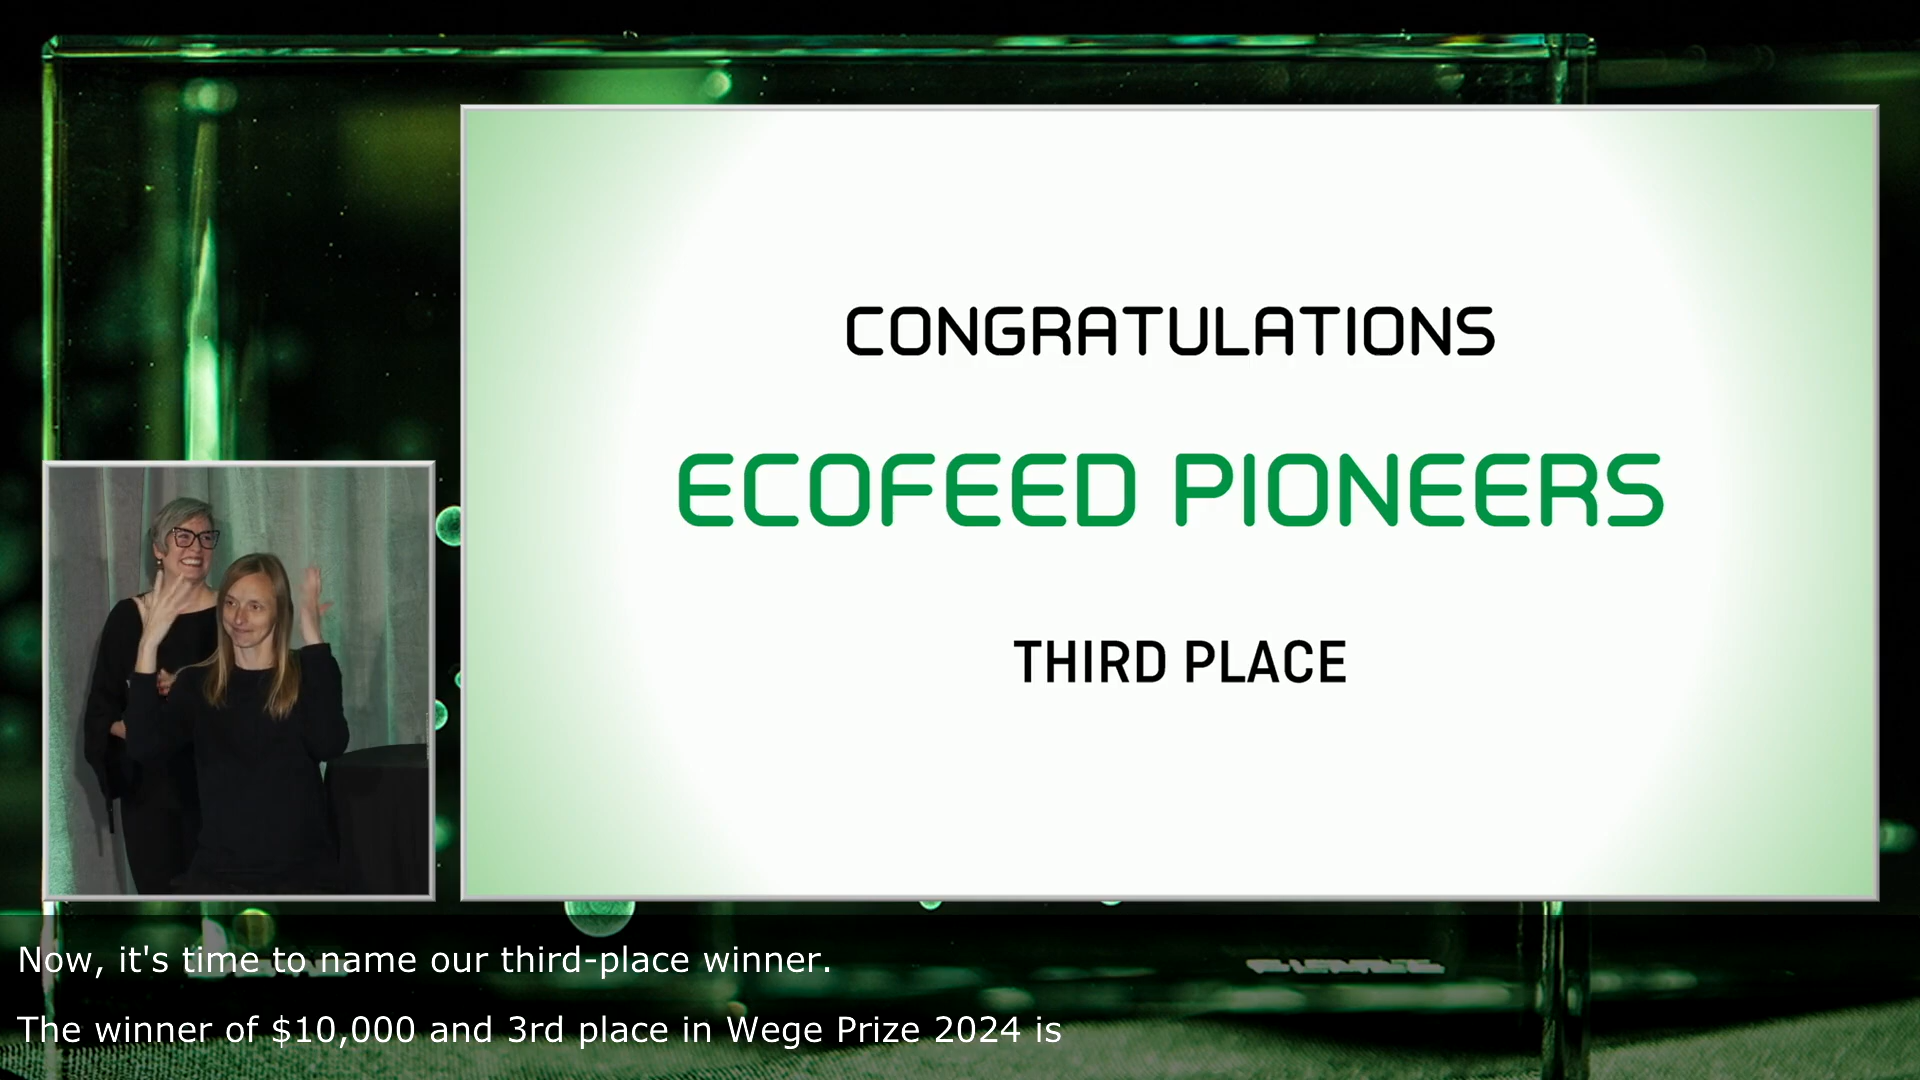 CONGRATULATIONS
ECOFEED PIONEERS
THIRD PLACE
Now, it's time to name our third-place winner.
The winner of $10,000 and 3rd place in Wege Prize 2024 is